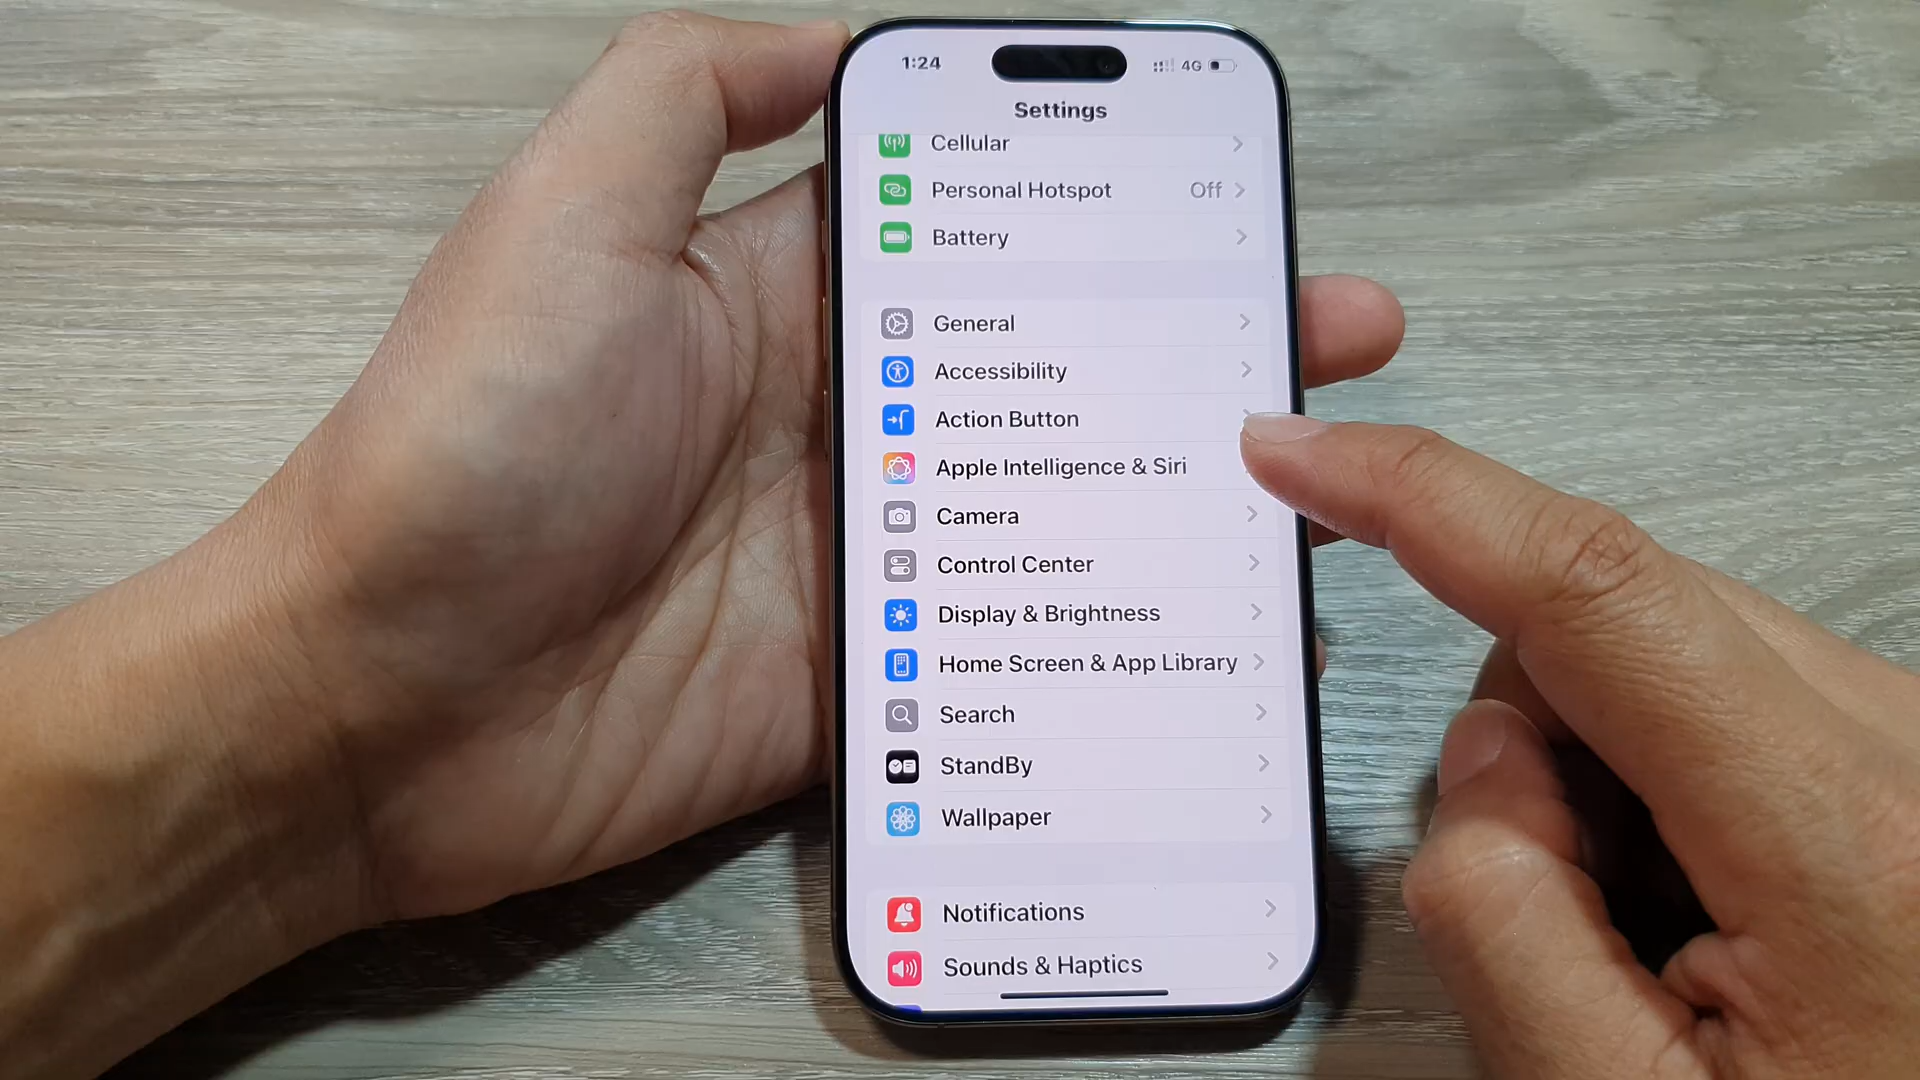 1:24 4G
Settings
Cellular
Personal Hotspot Off
Battery
General
Accessibility
Action Button
Apple Intelligence & Siri
Camera
Control Center
Display & Brightness
Home Screen & App Library
Search
StandBy
Wallpaper
Notifications
Sounds & Haptics